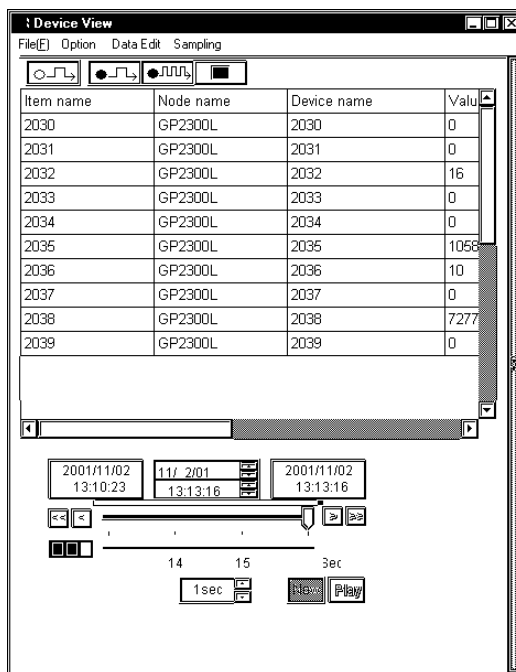 Device View
File(F) Option Data Edit Sampling
Item name Node name Device name Valu
2030 GP2300L 2030 0
2031 GP2300L 2031 0
2032 GP2300L 2032 16
2033 GP2300L 2033 0
2034 GP2300L 2034 0
2035 GP2300L 2035 1058
2036 GP2300L 2036 10
2037 GP2300L 2037 0
2038 GP2300L 2038 7277
2039 GP2300L 2039 0
2001/11/02 11/ 2/01 2001/11/02
13:10:23 13:13:16 13:13:16
<< < > >>
14 15 Sec
1sec Now Play